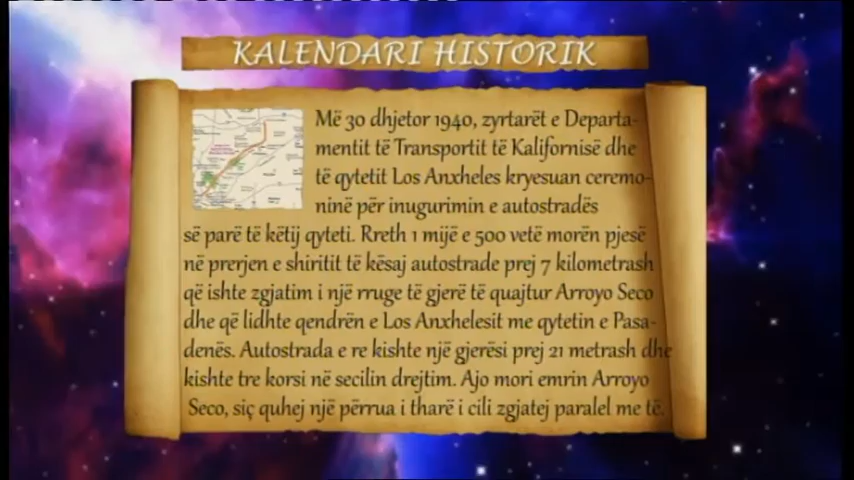 KALENDARI HISTORIK
Më 30 dhjetor 1940, zyrtarët e Departa-
mentit të Transportit të Kalifornisë dhe
të qytetit Los Anxheles kryesuan ceremo-
ninë për inugurimin e autostradës
së parë të këtij qyteti. Rreth 1 mijë e 500 vetë morën pjesë
në prerjen e shiritit të kësaj autostrade prej 7 kilometrash
që ishte zgjatim i një rruge të gjerë të quajtur Arroyo Seco
dhe që lidhte qendrën e Los Anxhelesit me qytetin e Pasa-
denës. Autostrada e re kishte një gjerësi prej 21 metrash dhe
kishte tre korsi në secilin drejtim. Ajo mori emrin Arroyo
Seco, siç quhej një përrua i tharë i cili zgjatej paralel me të.